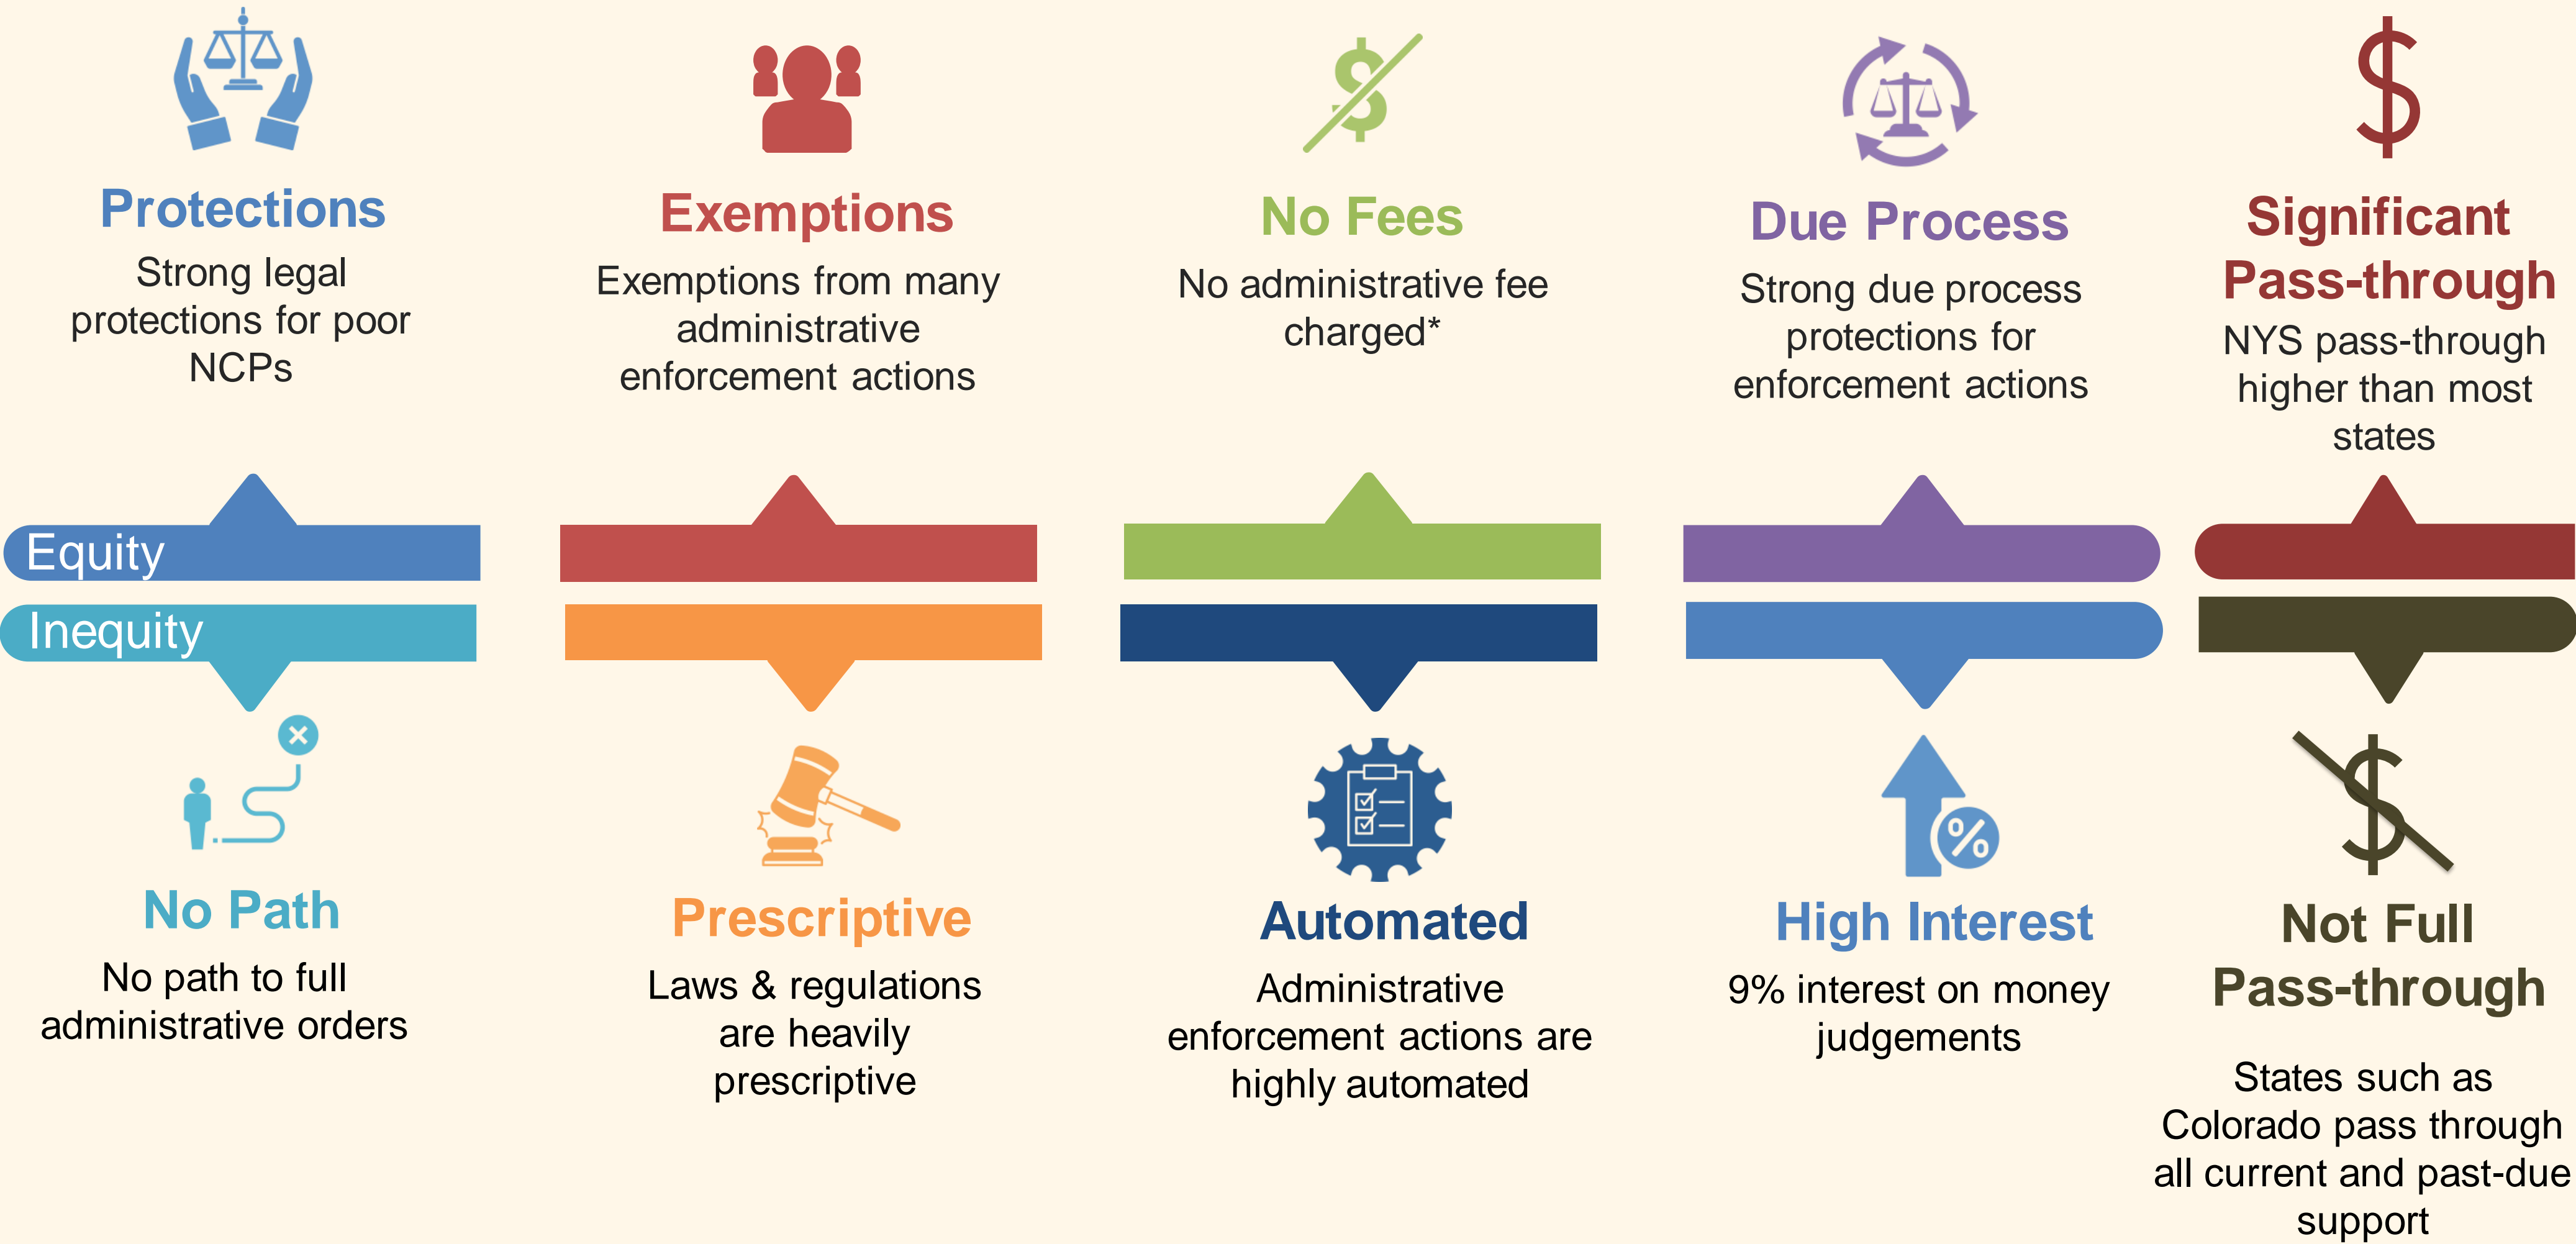 Protections
Strong legal
protections for poor
NCPs
Exemptions
Exemptions from many
administrative
enforcement actions
No Fees
No administrative fee
charged*
Due Process
Strong due process
protections for
enforcement actions
Significant
Pass-through
NYS pass-through
higher than most
states
Equity
Inequity
No Path
No path to full
administrative orders
Prescriptive
Laws & regulations
are heavily
prescriptive
Automated
Administrative
enforcement actions are
highly automated
%
High Interest
9% interest on money
judgements
Not Full
Pass-through
States such as
Colorado pass through
all current and past-due
support